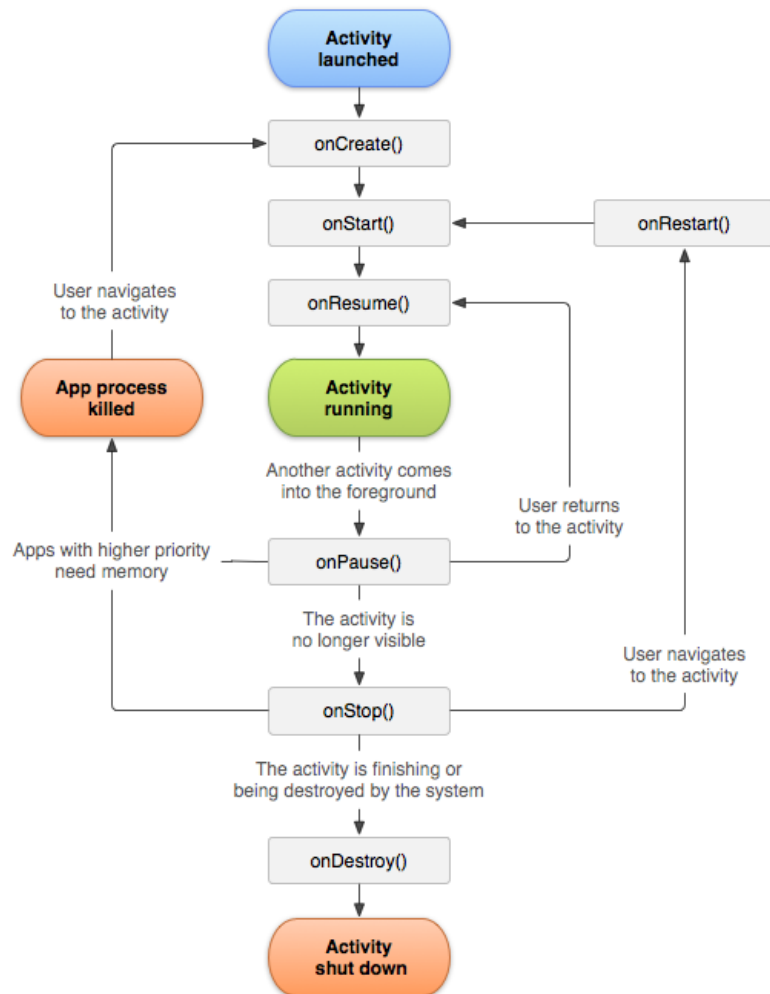 Activity
launched
onCreate()
onStart()
onRestart()
User navigates
to the activity
onResume()
App process
killed
Activity
running
Another activity comes
into the foreground
User returns
to the activity
Apps with higher priority
need memory
onPause()
The activity is
no longer visible
User navigates
to the activity
onStop()
The activity is finishing or
being destroyed by the system
onDestroy()
Activity
shut down